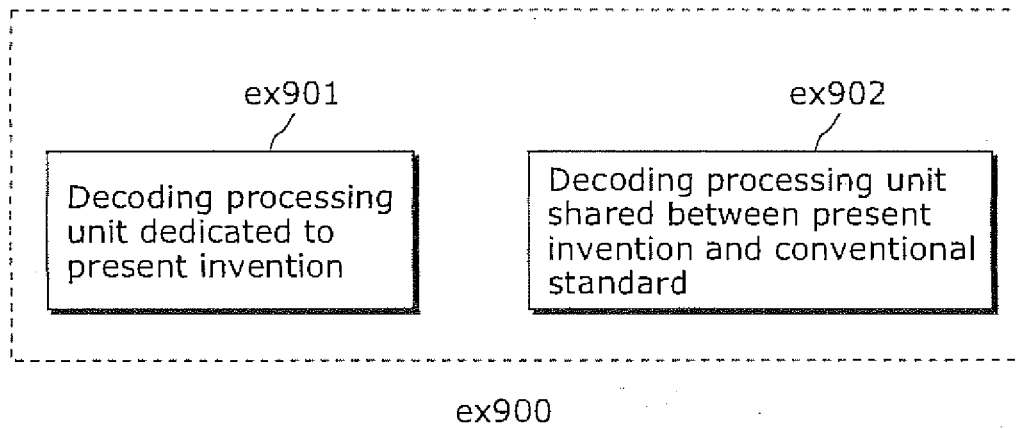 ex901
ex902
Decoding processing
unit dedicated to
present invention
Decoding processing unit
shared between present
invention and conventional
standard
ex900